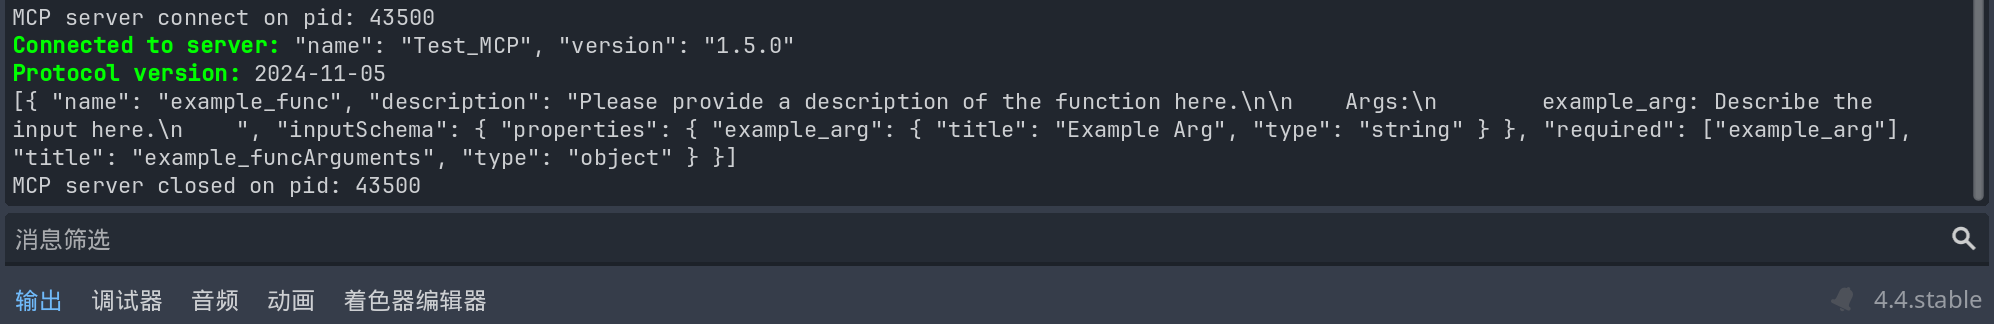 MCP server connect on pid: 43500
Connected to server: "name": "Test_MCP", "version": "1.5.0"
Protocol version: 2024-11-05
[{ "name": "example_func", "description": "Please provide a description of the function here.\n\n    Args:\n        example_arg: Describe the
input here.\n    ", "inputSchema": { "properties": { "example_arg": { "title": "Example Arg", "type": "string" } }, "required": ["example_arg"],
"title": "example_funcArguments", "type": "object" } }]
MCP server closed on pid: 43500
消息筛选
输出 调试器 音频 动画 着色器编辑器 4.4.stable